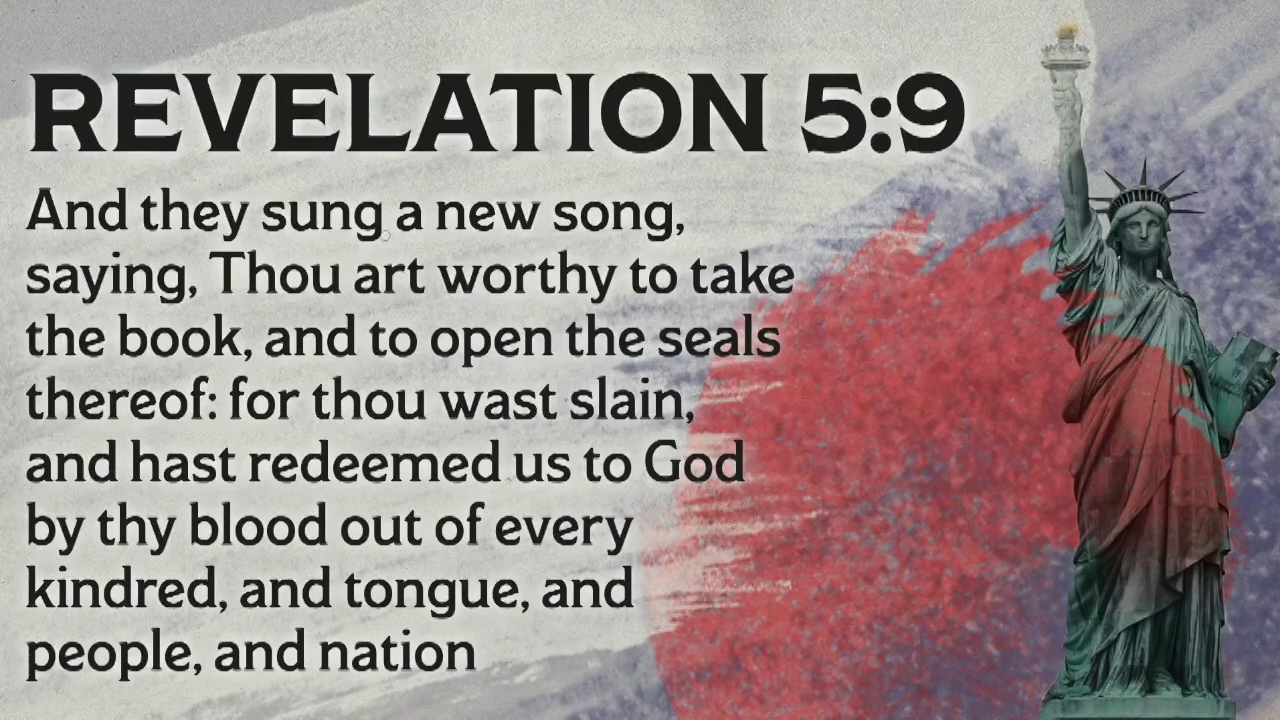 REVELATION 5:9
And they sung a new song,
saying, Thou art worthy to take
the book, and to open the seals
thereof: for thou wast slain,
and hast redeemed us to God
by thy blood out of every
kindred, and tongue, and
people, and nation